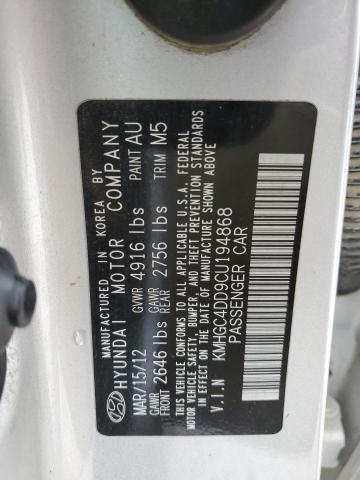 MANUFACTURED IN KOREA BY
HYUNDAI MOTOR COMPANY
MAR/15/12 GVWR 4916 lbs PAINT AU
GAWR FRONT 2646 lbs GAWR REAR 2756 lbs TRIM M5
THIS VEHICLE CONFORMS TO ALL APPLICABLE U.S.A. FEDERAL
MOTOR VEHICLE SAFETY, BUMPER, AND THEFT PREVENTION STANDARDS
IN EFFECT ON THE DATE OF MANUFACTURE SHOWN ABOVE
V.I.N KMHGC4DD9CU194868
PASSENGER CAR